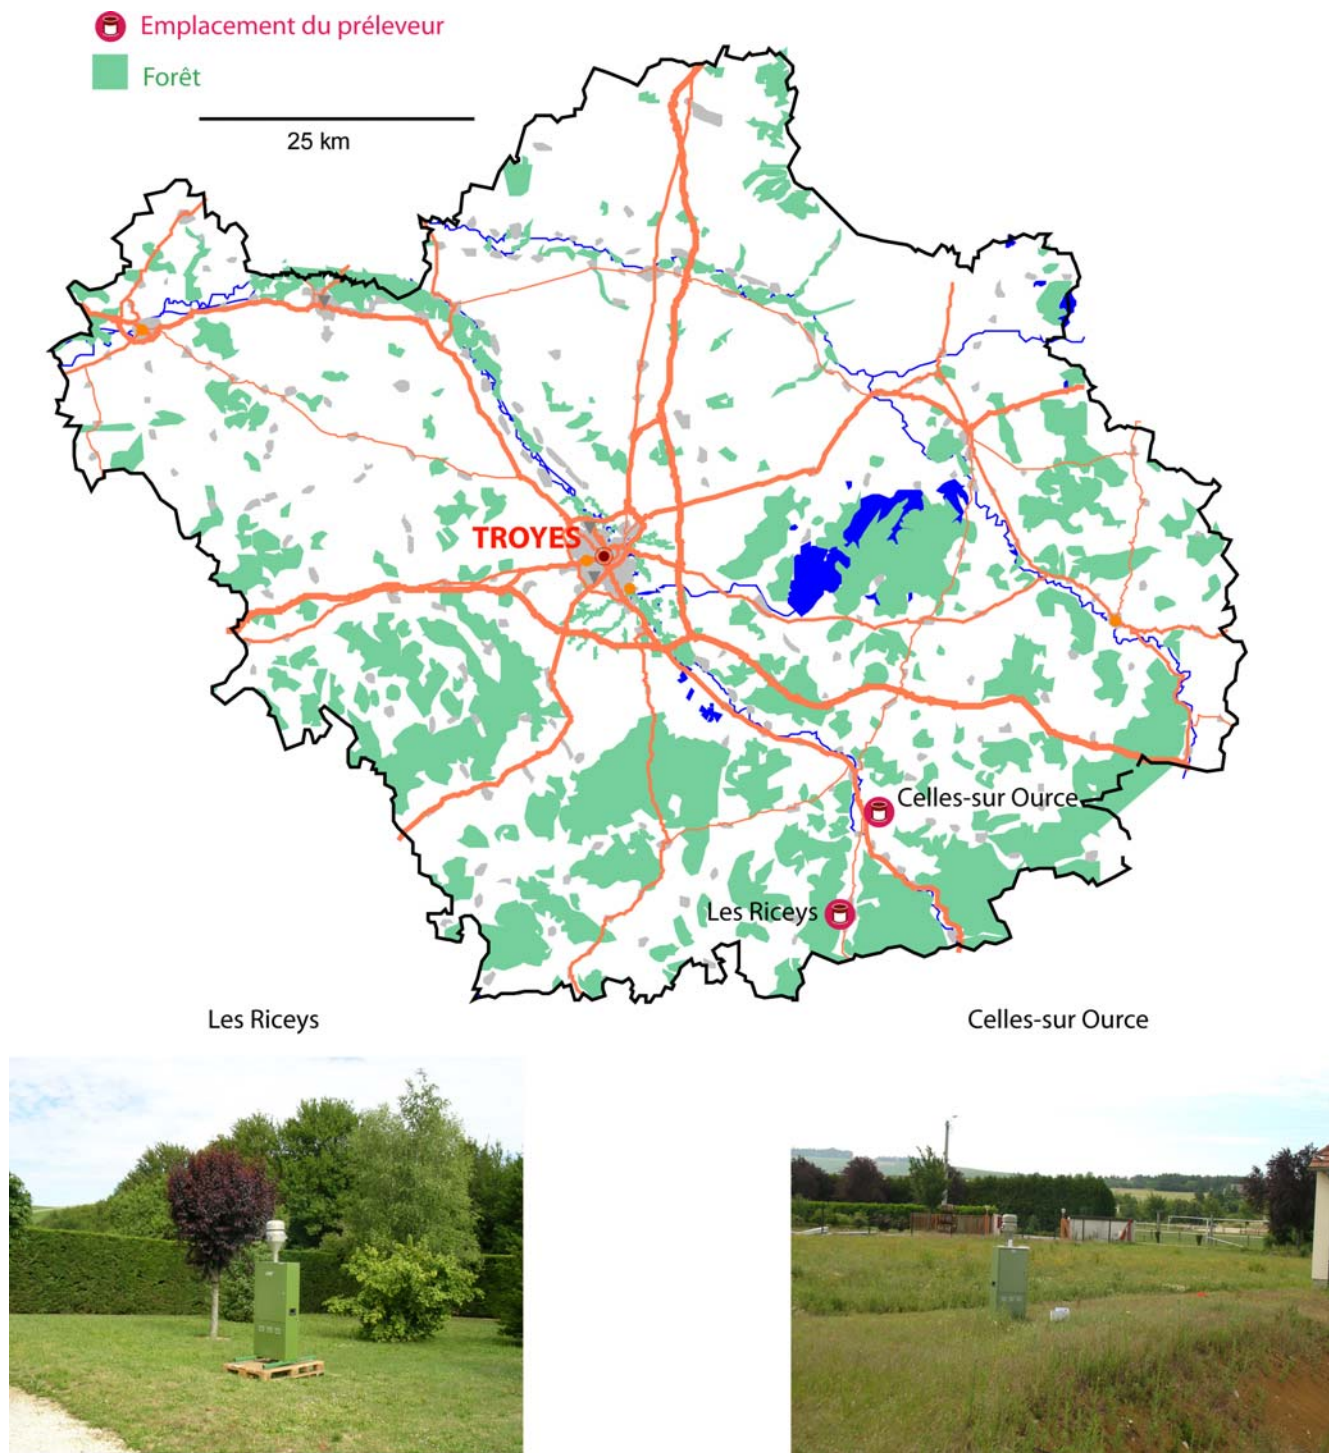 Emplacement du préleveur
Forêt
25 km
TROYES
Celles-sur Ource
Les Riceys
Les Riceys
Celles-sur Ource